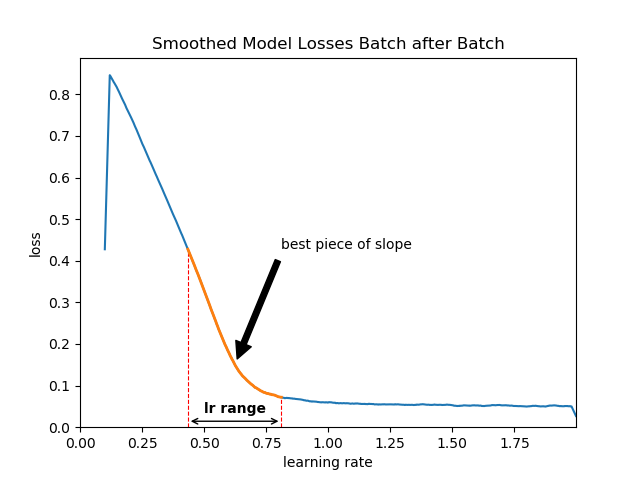 Smoothed Model Losses Batch after Batch
0.8
0.7
0.6
0.5
0.4
0.3
0.2
0.1
0.0
loss
best piece of slope
lr range
0.00 0.25 0.50 0.75 1.00 1.25 1.50 1.75
learning rate